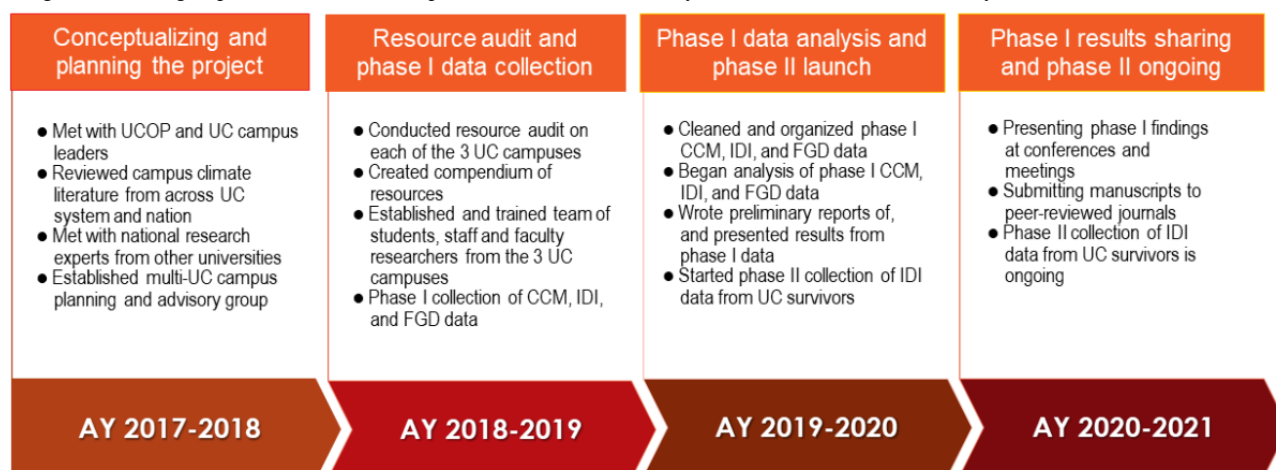 Conceptualizing and
planning the project
● Met with UCOP and UC campus
leaders
● Reviewed campus climate
literature from across UC
system and nation
● Met with national research
experts from other universities
● Established multi-UC campus
planning and advisory group
AY 2017-2018
Resource audit and
phase I data collection
● Conducted resource audit on
each of the 3 UC campuses
● Created compendium of
resources
● Established and trained team of
students, staff and faculty
researchers from the 3 UC
campuses
● Phase I collection of CCM, IDI,
and FGD data
AY 2018-2019
Phase I data analysis and
phase II launch
● Cleaned and organized phase I
CCM, IDI, and FGD data
● Began analysis of phase I CCM,
IDI, and FGD data
● Wrote preliminary reports of,
and presented results from
phase I data
● Started phase II collection of IDI
data from UC survivors
AY 2019-2020
Phase I results sharing
and phase II ongoing
● Presenting phase I findings
at conferences and
meetings
● Submitting manuscripts to
peer-reviewed journals
● Phase II collection of IDI
data from UC survivors is
ongoing
AY 2020-2021